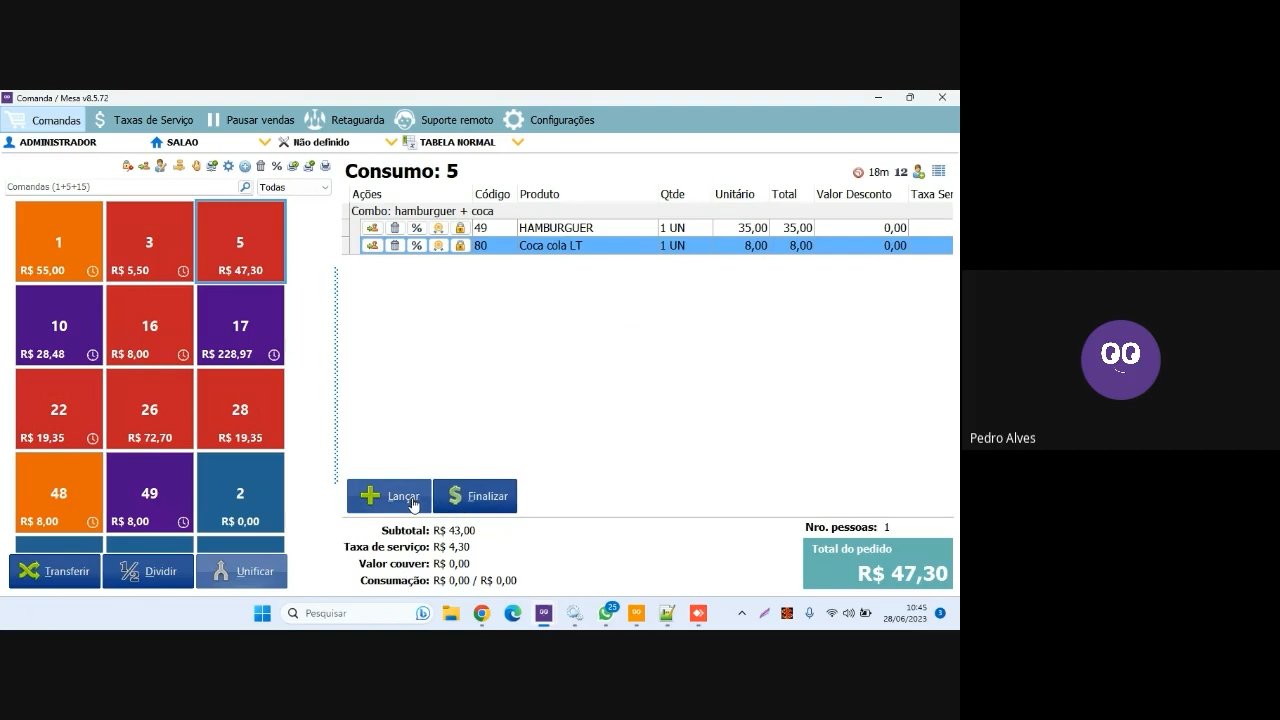 Comanda / Mesa v8.5.72
Comandas Taxas de Serviço Pausar vendas Retaguarda Suporte remoto Configurações
ADMINISTRADOR SALAO Não definido TABELA NORMAL
Comandas (1+5+15) Todas
1
R$ 55,00
3
R$ 5,50
5
R$ 47,30
10
R$ 28,48
16
R$ 8,00
17
R$ 228,97
22
R$ 19,35
26
R$ 72,70
28
R$ 19,35
48
R$ 8,00
49
R$ 8,00
2
R$ 0,00
Transferir Dividir Unificar
Consumo: 5 18m 12
Ações Código Produto Qtde Unitário Total Valor Desconto Taxa Ser
Combo: hamburguer + coca
49 HAMBURGUER 1 UN 35,00 35,00 0,00
80 Coca cola LT 1 UN 8,00 8,00 0,00
Lançar Finalizar
Subtotal: R$ 43,00
Taxa de serviço: R$ 4,30
Valor couver: R$ 0,00
Consumação: R$ 0,00 / R$ 0,00
Nro. pessoas: 1
Total do pedido
R$ 47,30
Pesquisar 25 10:45
28/06/2023 3
Pedro Alves